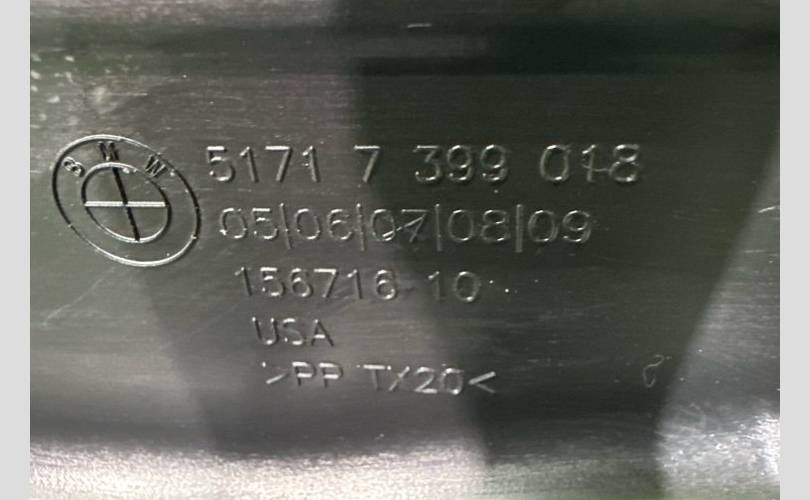 BMW
5171 7 399 018
05|06|07|08|09
156716-10
USA
>PP TX20<